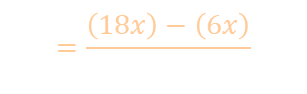 = (18x) − (6x)